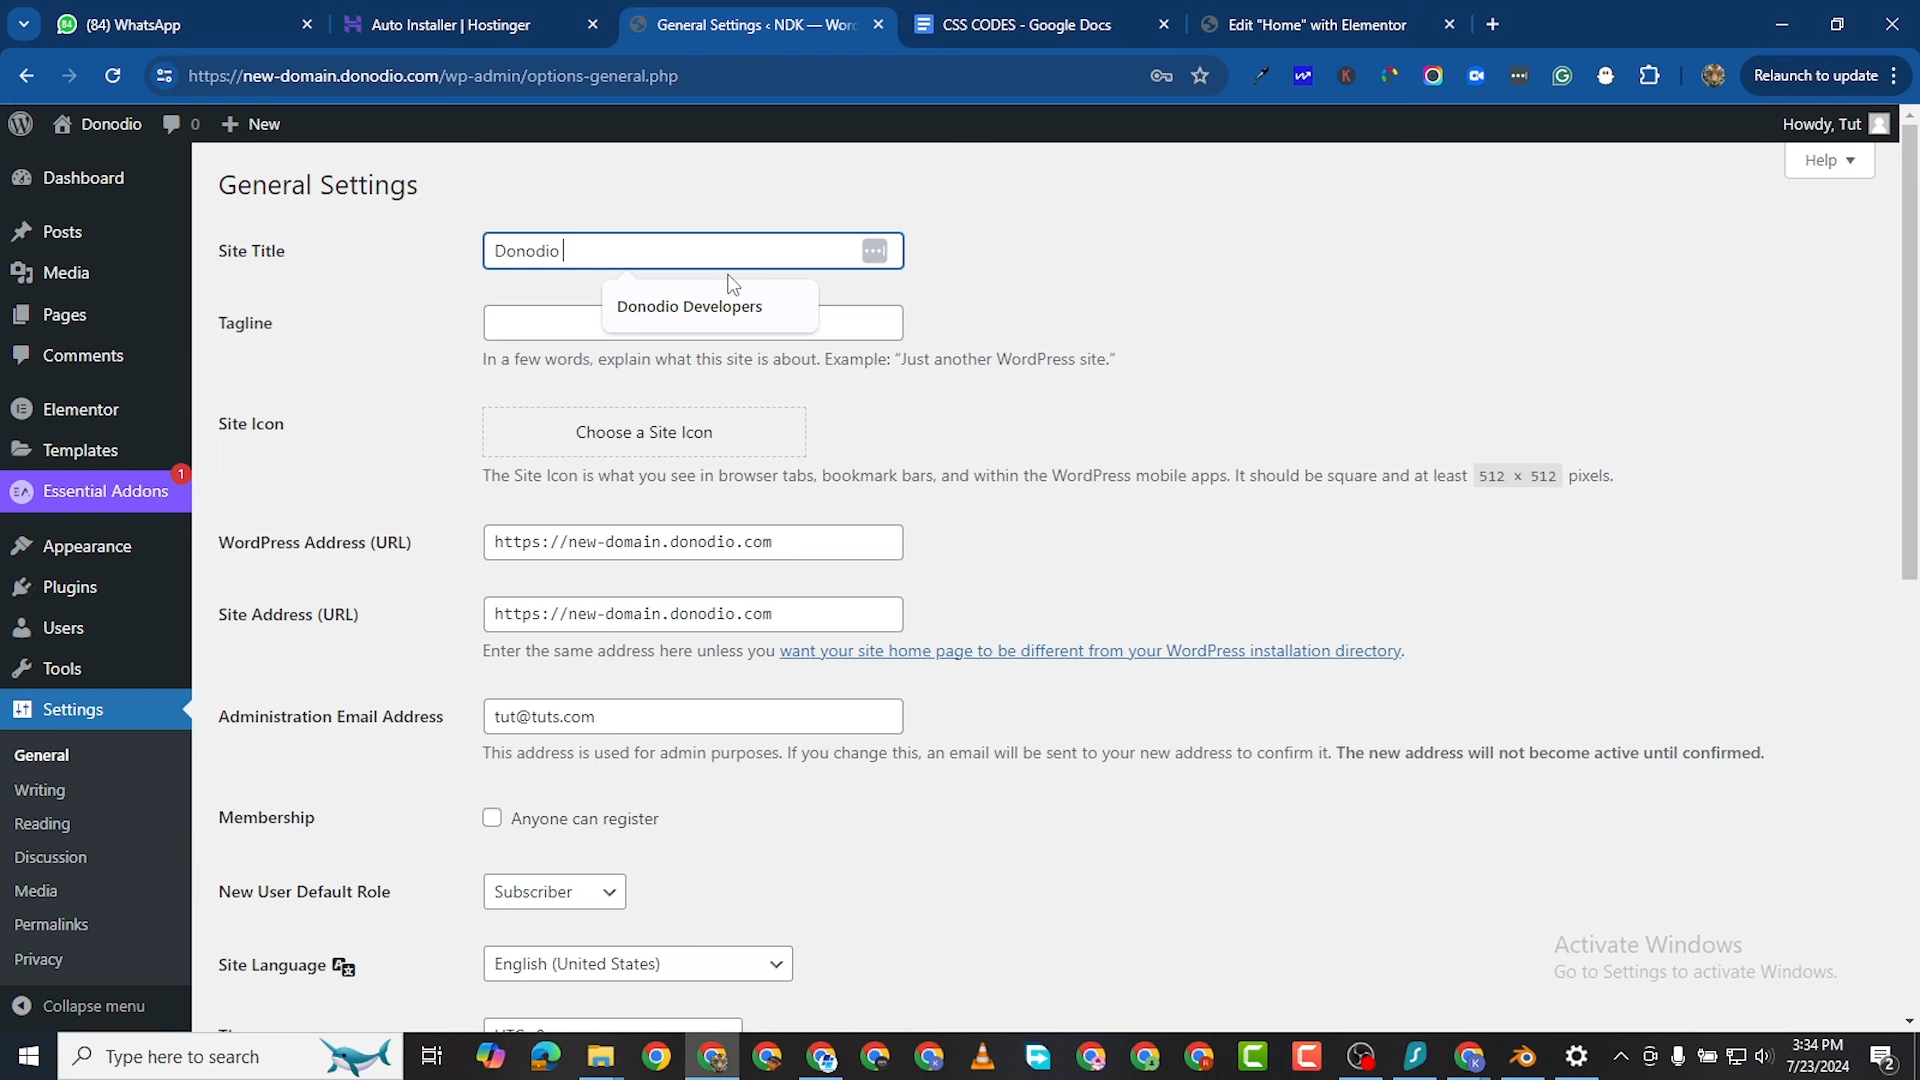 (84) WhatsApp
Auto Installer | Hostinger
General Settings ‹ NDK — Wor
CSS CODES - Google Docs
Edit "Home" with Elementor
https://new-domain.donodio.com/wp-admin/options-general.php
Relaunch to update
Donodio
0
New
Howdy, Tut
Help
Dashboard
Posts
Media
Pages
Comments
Elementor
Templates
Essential Addons
1
Appearance
Plugins
Users
Tools
Settings
General
Writing
Reading
Discussion
Media
Permalinks
Privacy
Collapse menu
General Settings
Site Title
Donodio
Donodio Developers
Tagline
In a few words, explain what this site is about. Example: “Just another WordPress site.”
Site Icon
Choose a Site Icon
The Site Icon is what you see in browser tabs, bookmark bars, and within the WordPress mobile apps. It should be square and at least 512 × 512 pixels.
WordPress Address (URL)
https://new-domain.donodio.com
Site Address (URL)
https://new-domain.donodio.com
Enter the same address here unless you want your site home page to be different from your WordPress installation directory.
Administration Email Address
tut@tuts.com
This address is used for admin purposes. If you change this, an email will be sent to your new address to confirm it. The new address will not become active until confirmed.
Membership
Anyone can register
New User Default Role
Subscriber
Site Language
English (United States)
Activate Windows
Go to Settings to activate Windows.
Type here to search
3:34 PM
7/23/2024
2